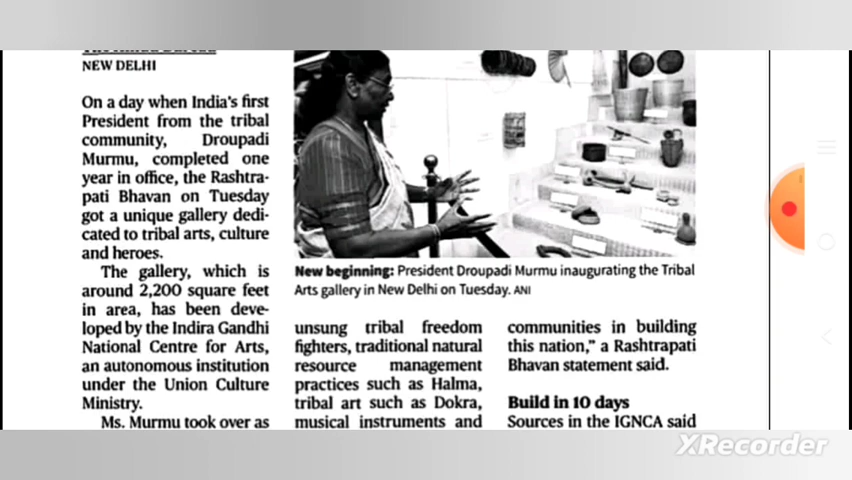 NEW DELHI
On a day when India's first
President from the tribal
community, Droupadi
Murmu, completed one
year in office, the Rashtra-
pati Bhavan on Tuesday
got a unique gallery dedi-
cated to tribal arts, culture
and heroes.
The gallery, which is
around 2,200 square feet
in area, has been deve-
loped by the Indira Gandhi
National Centre for Arts,
an autonomous institution
under the Union Culture
Ministry.
Ms. Murmu took over as
New beginning: President Droupadi Murmu inaugurating the Tribal
Arts gallery in New Delhi on Tuesday. ANI
unsung tribal freedom
fighters, traditional natural
resource management
practices such as Halma,
tribal art such as Dokra,
musical instruments and
communities in building
this nation,” a Rashtrapati
Bhavan statement said.
Build in 10 days
Sources in the IGNCA said
XRecorder